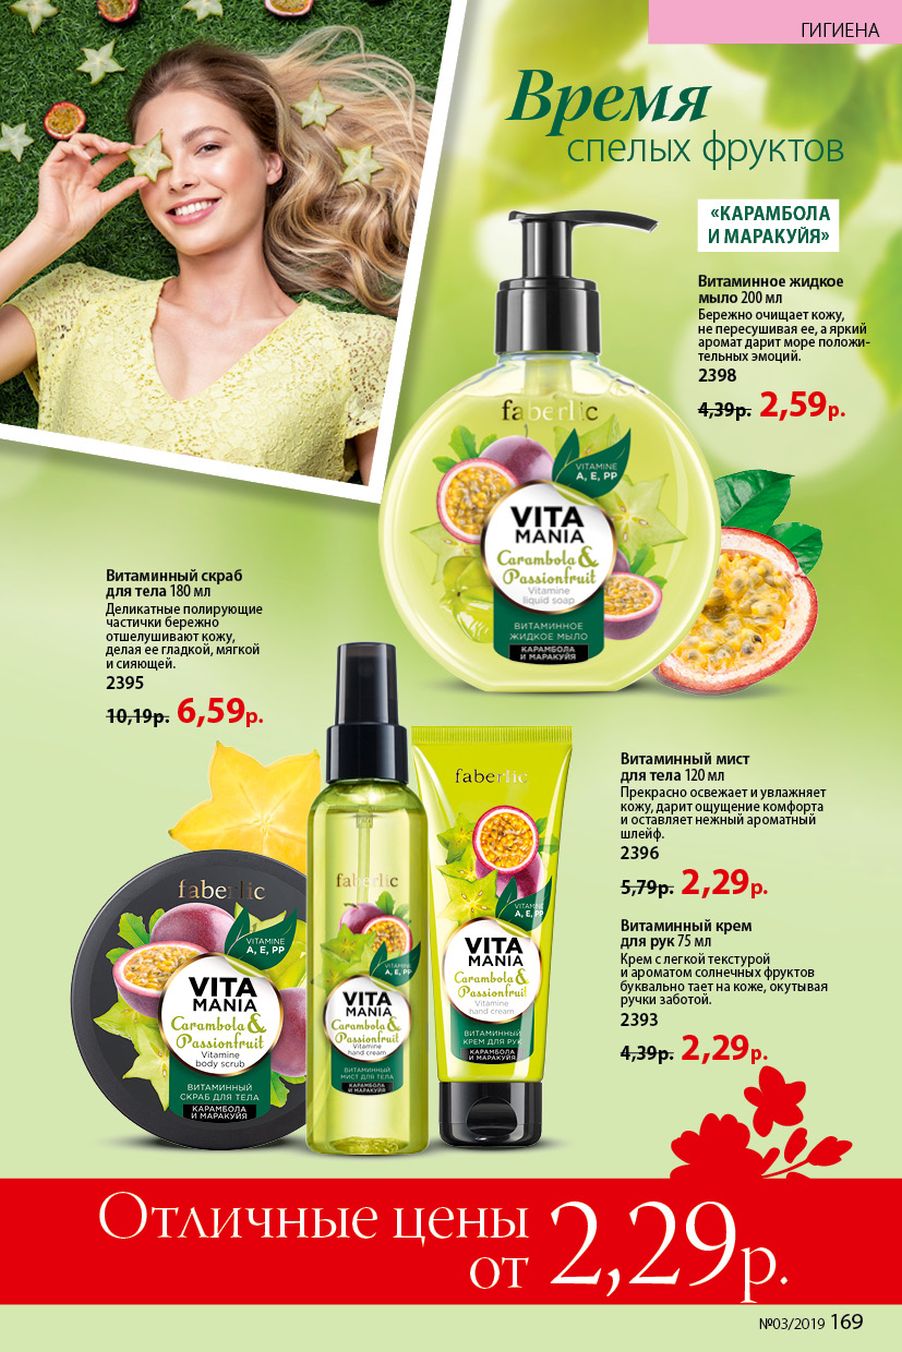 ГИГИЕНА
Время
спелых фруктов
«КАРАМБОЛА
И МАРАКУЙЯ»
Витаминное жидкое
мыло 200 мл
Бережно очищает кожу,
не пересушивая ее, а яркий
аромат дарит море положи-
тельных эмоций.
2398
4,39р. 2,59р.
faberlic
VITAMINE
A, E, PP
VITA
MANIA
Carambola &
Passionfruit
Vitamine
liquid soap
ВИТАМИННОЕ
ЖИДКОЕ МЫЛО
КАРАМБОЛА
И МАРАКУЙЯ
Витаминный скраб
для тела 180 мл
Деликатные полирующие
частички бережно
отшелушивают кожу,
делая ее гладкой, мягкой
и сияющей.
2395
10,19р. 6,59р.
faberlic
VITAMINE
A, E, PP
VITA
MANIA
Carambola &
Passionfruit
Vitamine
body scrub
ВИТАМИННЫЙ
СКРАБ ДЛЯ ТЕЛА
КАРАМБОЛА
И МАРАКУЙЯ
faberlic
VITAMINE
A, E, PP
VITA
MANIA
Carambola &
Passionfruit
Vitamine
hand cream
ВИТАМИННЫЙ
МИСТ ДЛЯ ТЕЛА
КАРАМБОЛА
И МАРАКУЙЯ
faberlic
VITAMINE
A, E, PP
VITA
MANIA
Carambola &
Passionfruit
Vitamine
hand cream
ВИТАМИННЫЙ
КРЕМ ДЛЯ РУК
КАРАМБОЛА
И МАРАКУЙЯ
Витаминный мист
для тела 120 мл
Прекрасно освежает и увлажняет
кожу, дарит ощущение комфорта
и оставляет нежный ароматный
шлейф.
2396
5,79р. 2,29р.
Витаминный крем
для рук 75 мл
Крем с легкой текстурой
и ароматом солнечных фруктов
буквально тает на коже, окутывая
ручки заботой.
2393
4,39р. 2,29р.
Отличные цены
от 2,29р.
№03/2019 169